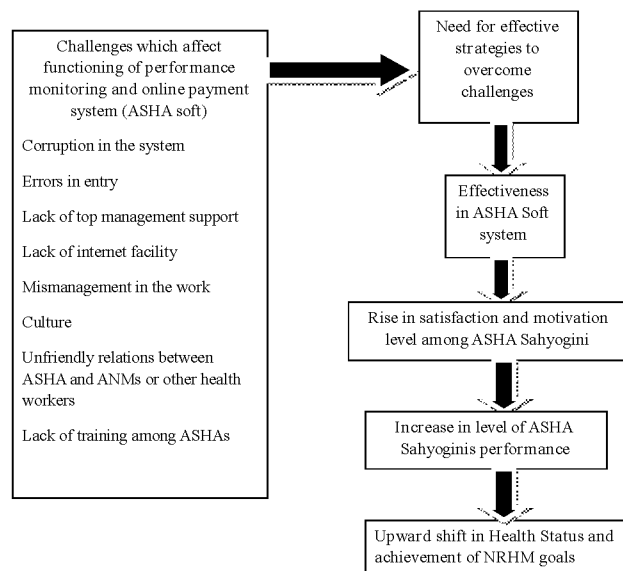 Challenges which affect
functioning of performance
monitoring and online payment
system (ASHA soft)
Corruption in the system
Errors in entry
Lack of top management support
Lack of internet facility
Mismanagement in the work
Culture
Unfriendly relations between
ASHA and ANMs or other health
workers
Lack of training among ASHAs
Need for effective
strategies to
overcome
challenges
Effectiveness
in ASHA Soft
system
Rise in satisfaction and motivation
level among ASHA Sahyogini
Increase in level of ASHA
Sahyoginis performance
Upward shift in Health Status and
achievement of NRHM goals